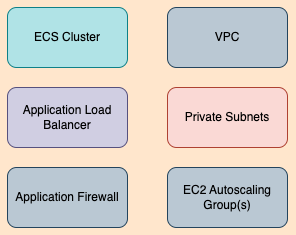 ECS Cluster
VPC
Application Load
Balancer
Private Subnets
Application Firewall
EC2 Autoscaling
Group(s)